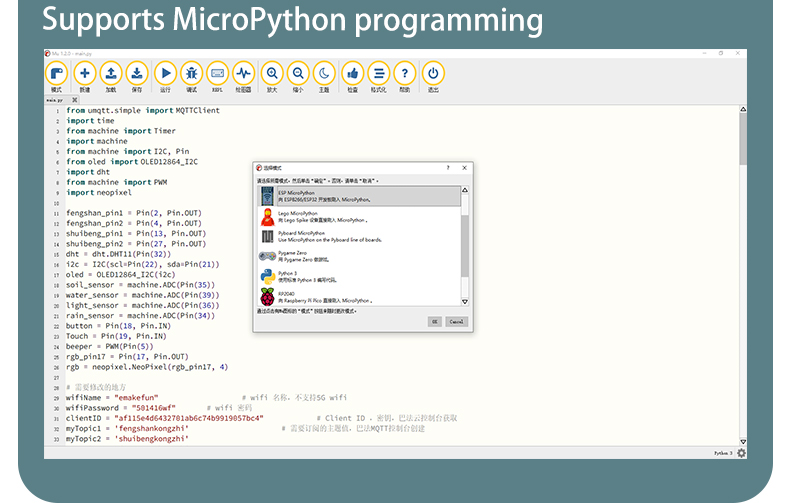 Supports MicroPython programming
Mu 1.2.0 - main.py
模式 新建 加载 保存 运行 调试 REPL 绘图器 放大 缩小 主题 检查 格式化 帮助 退出
main.py
1 from umqtt.simple import MQTTClient
2 import time
3 from machine import Timer
4 import machine
5 from machine import I2C, Pin
6 from oled import OLED12864_I2C
7 import dht
8 from machine import PWM
9 import neopixel
10
11 fengshan_pin1 = Pin(2, Pin.OUT)
12 fengshan_pin2 = Pin(4, Pin.OUT)
13 shuibeng_pin1 = Pin(13, Pin.OUT)
14 shuibeng_pin2 = Pin(27, Pin.OUT)
15 dht = dht.DHT11(Pin(32))
16 i2c = I2C(scl=Pin(22), sda=Pin(21))
17 oled = OLED12864_I2C(i2c)
18 soil_sensor = machine.ADC(Pin(35))
19 water_sensor = machine.ADC(Pin(39))
20 light_sensor = machine.ADC(Pin(36))
21 rain_sensor = machine.ADC(Pin(34))
22 button = Pin(18, Pin.IN)
23 Touch = Pin(19, Pin.IN)
24 beeper = PWM(Pin(5))
25 rgb_pin17 = Pin(17, Pin.OUT)
26 rgb = neopixel.NeoPixel(rgb_pin17, 4)
27
28 # 需要修改的地方
29 wifiName = "emakefun" # wifi 名称，不支持5G wifi
30 wifiPassword = "501416wf" # wifi 密码
31 clientID = "af115e4d6432701ab6c74b9919057bc4" # Client ID ，密钥，巴法云控制台获取
32 myTopic1 = 'fengshankongzhi' # 需要订阅的主题值，巴法MQTT控制台创建
33 myTopic2 = 'shuibengkongzhi'
选择模式
请选择所需模式，然后单击“确定”。否则，请单击“取消”。
ESP MicroPython
向 ESP8266/ESP32 开发板刷入 MicroPython。
Lego MicroPython
向 Lego Spike 设备直接刷入 MicroPython 。
Pyboard MicroPython
Use MicroPython on the Pyboard line of boards.
Pygame Zero
用 Pygame Zero 做游戏。
Python 3
使用标准 Python 3 编写代码。
RP2040
向 Raspberry Pi Pico 直接刷入 MicroPython 。
通过点击有Mu图标的“模式”按钮来随时更改模式。
OK Cancel
Python 3